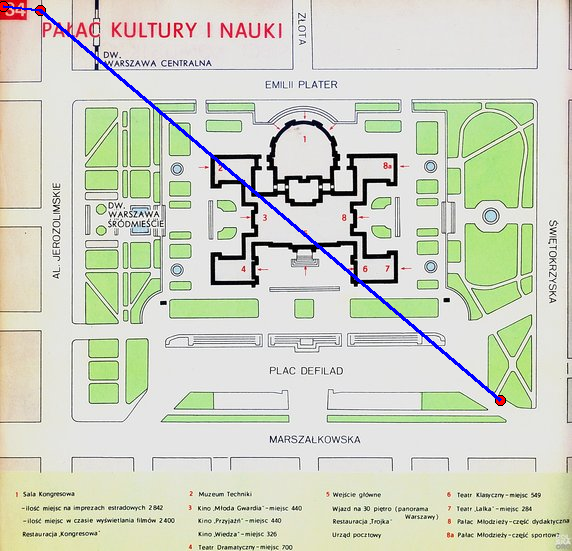 34
PAŁAC KULTURY I NAUKI
DW.
WARSZAWA CENTRALNA
ZŁOTA
EMILII PLATER
1
2
8a
DW.
WARSZAWA
ŚRÓDMIEŚCIE
3
8
4
6
7
AL. JEROZOLIMSKIE
ŚWIĘTOKRZYSKA
PLAC DEFILAD
MARSZAŁKOWSKA
1 Sala Kongresowa
–ilość miejsc na imprezach estradowych 2842
–ilość miejsc w czasie wyświetlania filmów 2400
Restauracja „Kongresowa"
2 Muzeum Techniki
3 Kino „Młoda Gwardia"–miejsc 440
Kino „Przyjaźń" –miejsc 440
Kino „Wiedza" –miejsc 326
4 Teatr Dramatyczny–miejsc 700
5 Wejście główne
Wjazd na 30 piętro (panorama
Warszawy)
Restauracja „Trojka"
Urząd pocztowy
6 Teatr Klasyczny–miejsc 549
7 Teatr „Lalka" –miejsc 284
8 Pałac Młodzieży–część dydaktyczna
8a Pałac Młodzieży–część sportowa